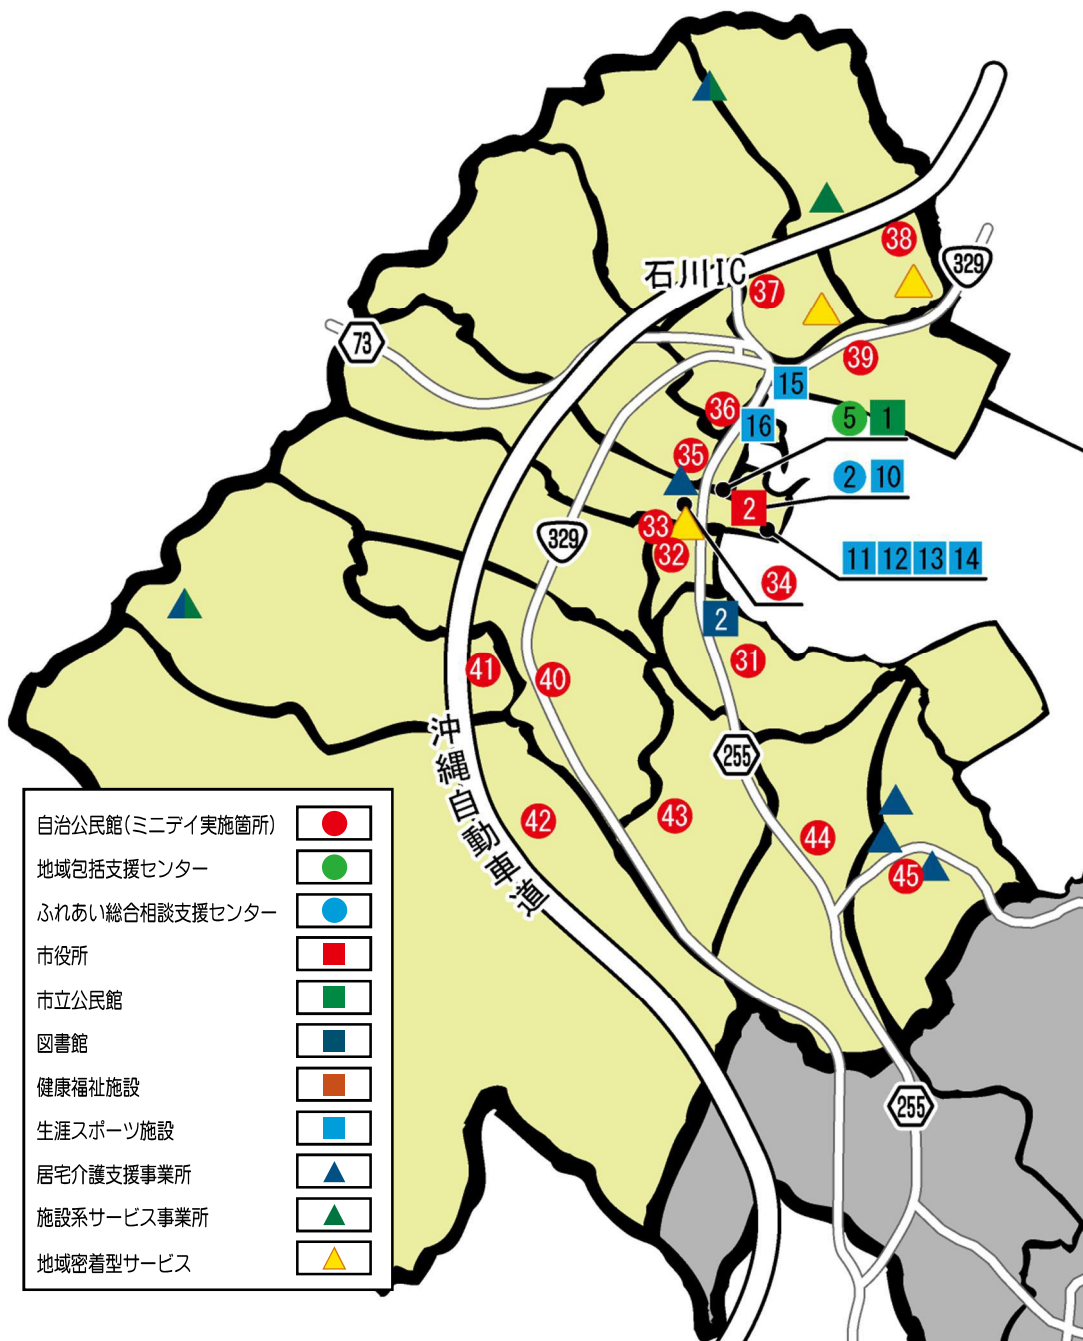 38
329
石川IC
37
73
39
15
36
16
5 1
35
2 10
2
33
329
32
11 12 13 14
34
2
31
41
40
沖縄自動車道
255
42
43
44
45
自治公民館(ミニデイ実施箇所)
地域包括支援センター
ふれあい総合相談支援センター
市役所
市立公民館
図書館
健康福祉施設
生涯スポーツ施設
居宅介護支援事業所
施設系サービス事業所
地域密着型サービス
255